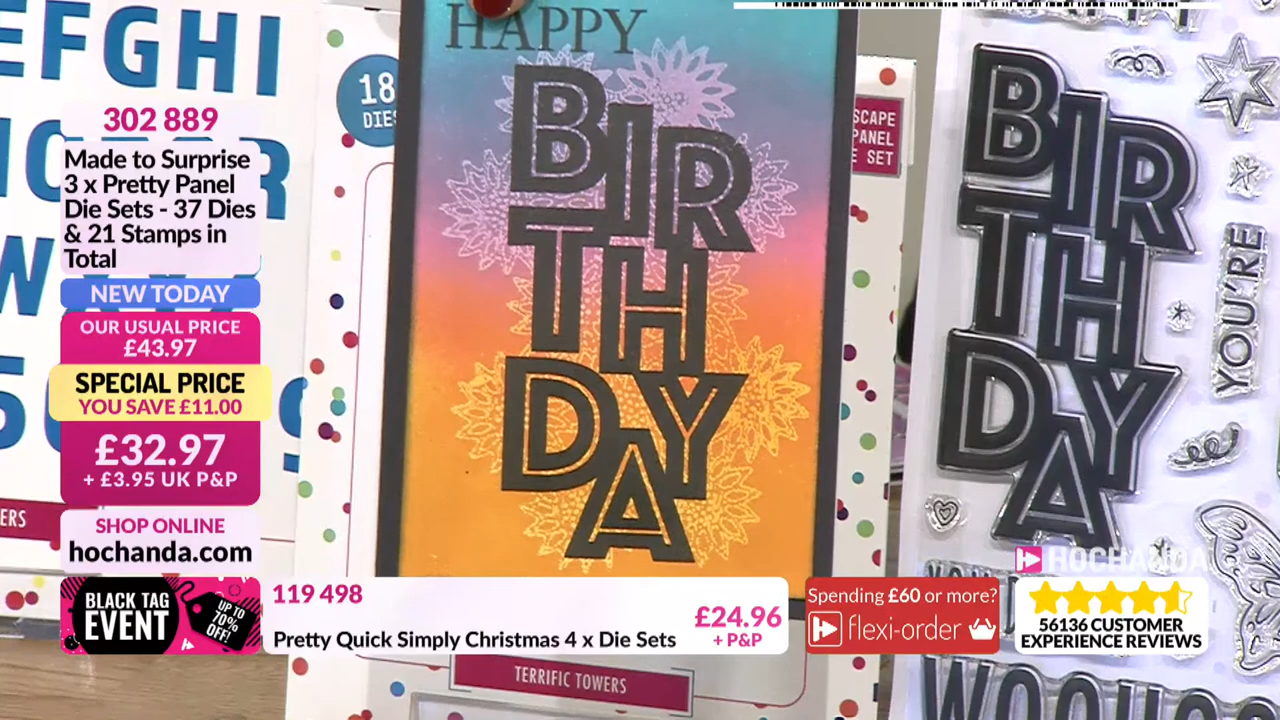 EFGHI
302 889
Made to Surprise
3 x Pretty Panel
Die Sets - 37 Dies
& 21 Stamps in
Total
NEW TODAY
OUR USUAL PRICE
£43.97
SPECIAL PRICE
YOU SAVE £11.00
£32.97
+ £3.95 UK P&P
SHOP ONLINE
hochanda.com
BLACK TAG
EVENT
UP TO
70%
OFF!
18
DIES
HAPPY
BIRTHDAY
PANEL
SET
BIRTHDAY
YOU'RE
HOCHANDA
119 498
Pretty Quick Simply Christmas 4 x Die Sets
£24.96
+ P&P
Spending £60 or more?
flexi-order
56136 CUSTOMER
EXPERIENCE REVIEWS
TERRIFIC TOWERS